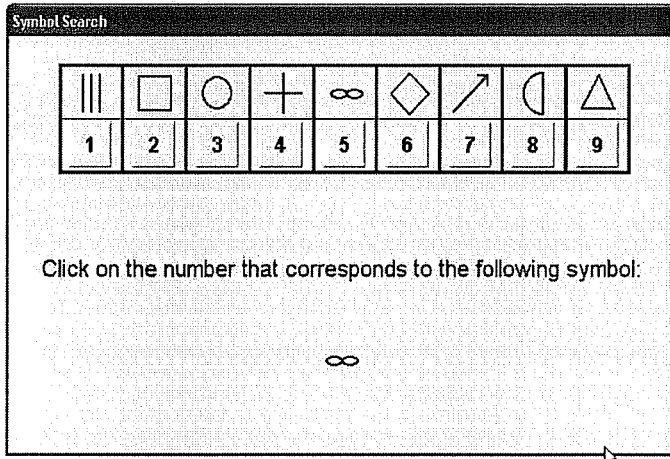 Symbol Search
1 2 3 4 5 6 7 8 9
Click on the number that corresponds to the following symbol:
∞